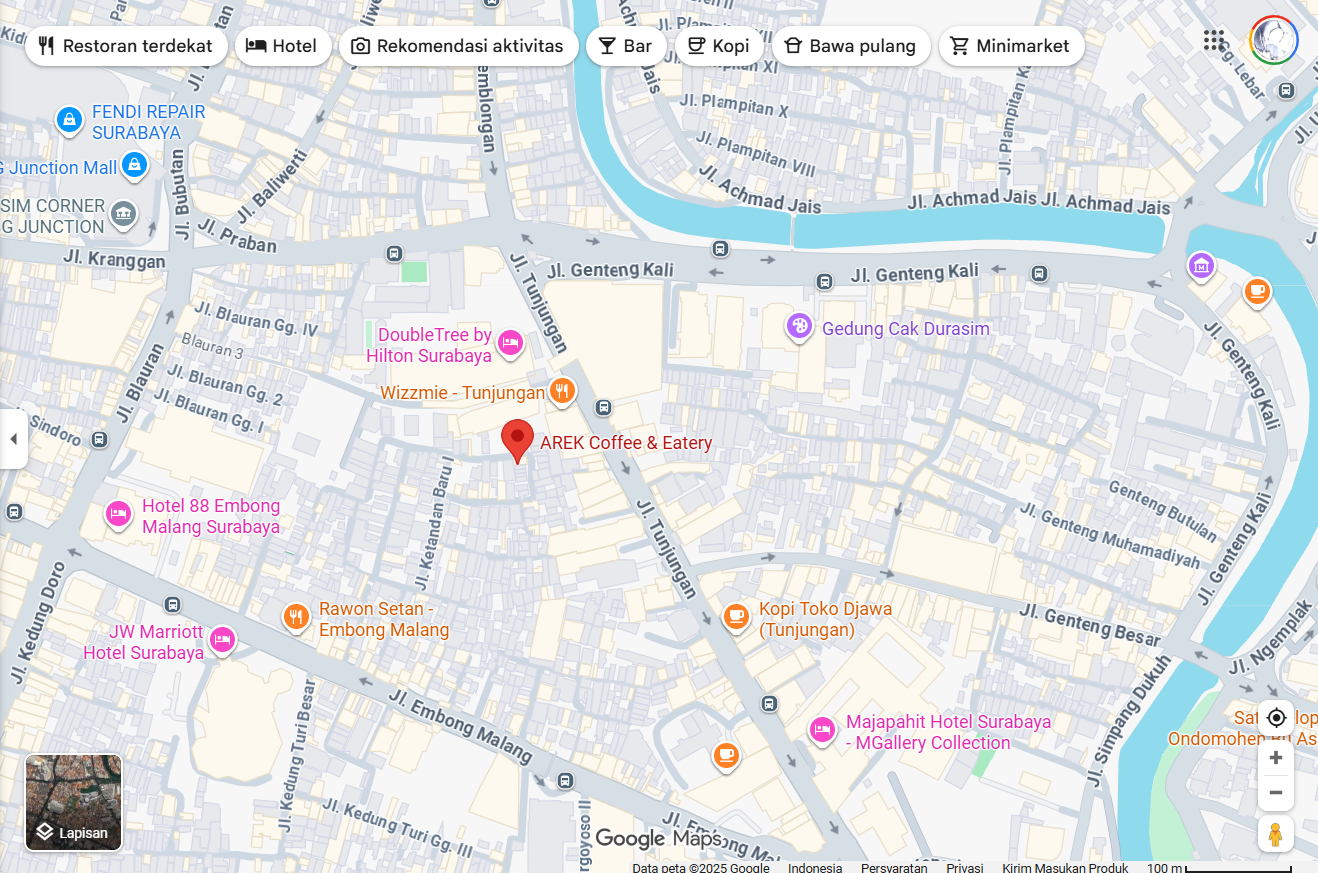 Restoran terdekat
Hotel
Rekomendasi aktivitas
Bar
Kopi
Bawa pulang
Minimarket
Gg. Lebar
FENDI REPAIR
SURABAYA
Junction Mall
SIM CORNER
JUNCTION
Jl. Bubutan
Jl. Baliwerti
Jl. Praban
Jl. Kranggan
Jais
XI
Jl. Plampitan X
Jl. Plampitan VIII
Jl. Achmad Jais
Jl. Achmad Jais
Jl. Achmad Jais
Jl. Genteng Kali
Jl. Genteng Kali
Jl. Tunjungan
Jl. Blauran Gg. IV
Blauran 3
Jl. Blauran Gg. 2
Jl. Blauran Gg. I
Jl. Blauran
Sindoro
DoubleTree by
Hilton Surabaya
Gedung Cak Durasim
Jl. Genteng Kali
Wizzmie - Tunjungan
AREK Coffee & Eatery
Jl. Ketandan Baru I
Hotel 88 Embong
Malang Surabaya
Jl. Tunjungan
Genteng Butulan
Jl. Genteng Muhamadiyah
Jl. Genteng Kali
Jl. Kedung Doro
Rawon Setan -
Embong Malang
JW Marriott
Hotel Surabaya
Kopi Toko Djawa
(Tunjungan)
Jl. Genteng Besar
Jl. Ngemplak
Jl. Simpang Dukuh
Jl. Embong Malang
Jl. Kedung Turi Besar
Majapahit Hotel Surabaya
- MGallery Collection
Ondomohen
Jl. Kedung Turi Gg. III
Lapisan
Google Maps
Data peta ©2025 Google
Indonesia
Persyaratan
Privasi
Kirim Masukan Produk
100 m